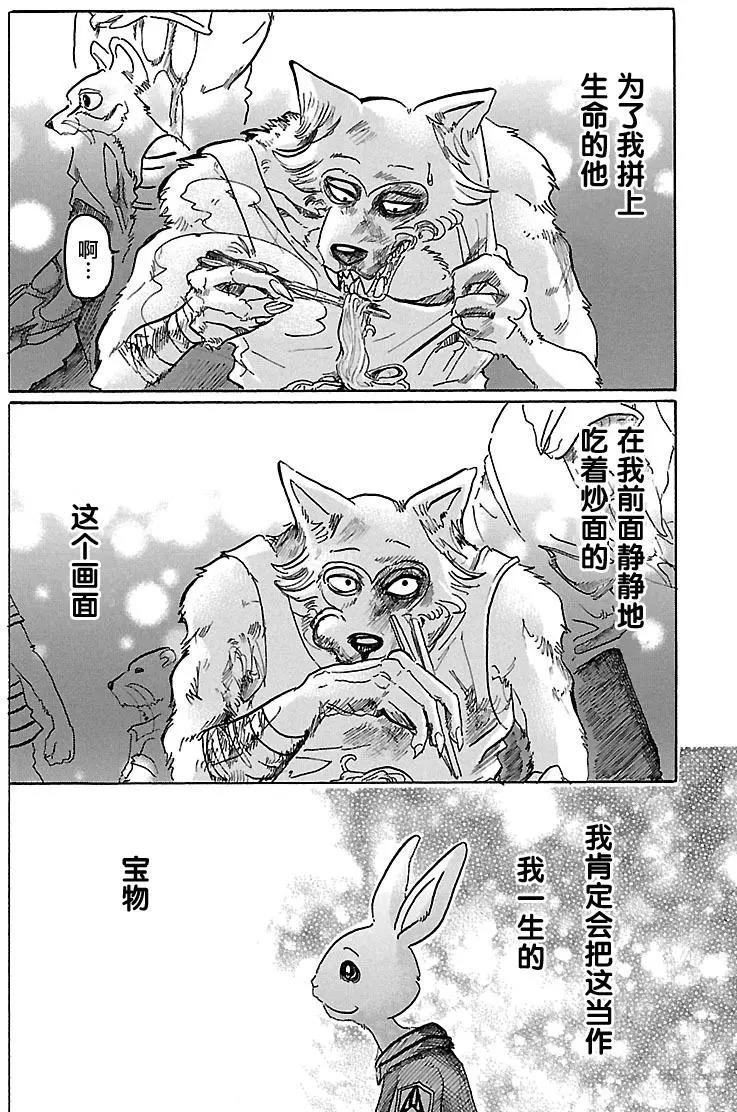 为了我拼上
生命的他
啊…
在我前面静静地
吃着炒面的
这个画面
我肯定会把这当作
我一生的
宝物